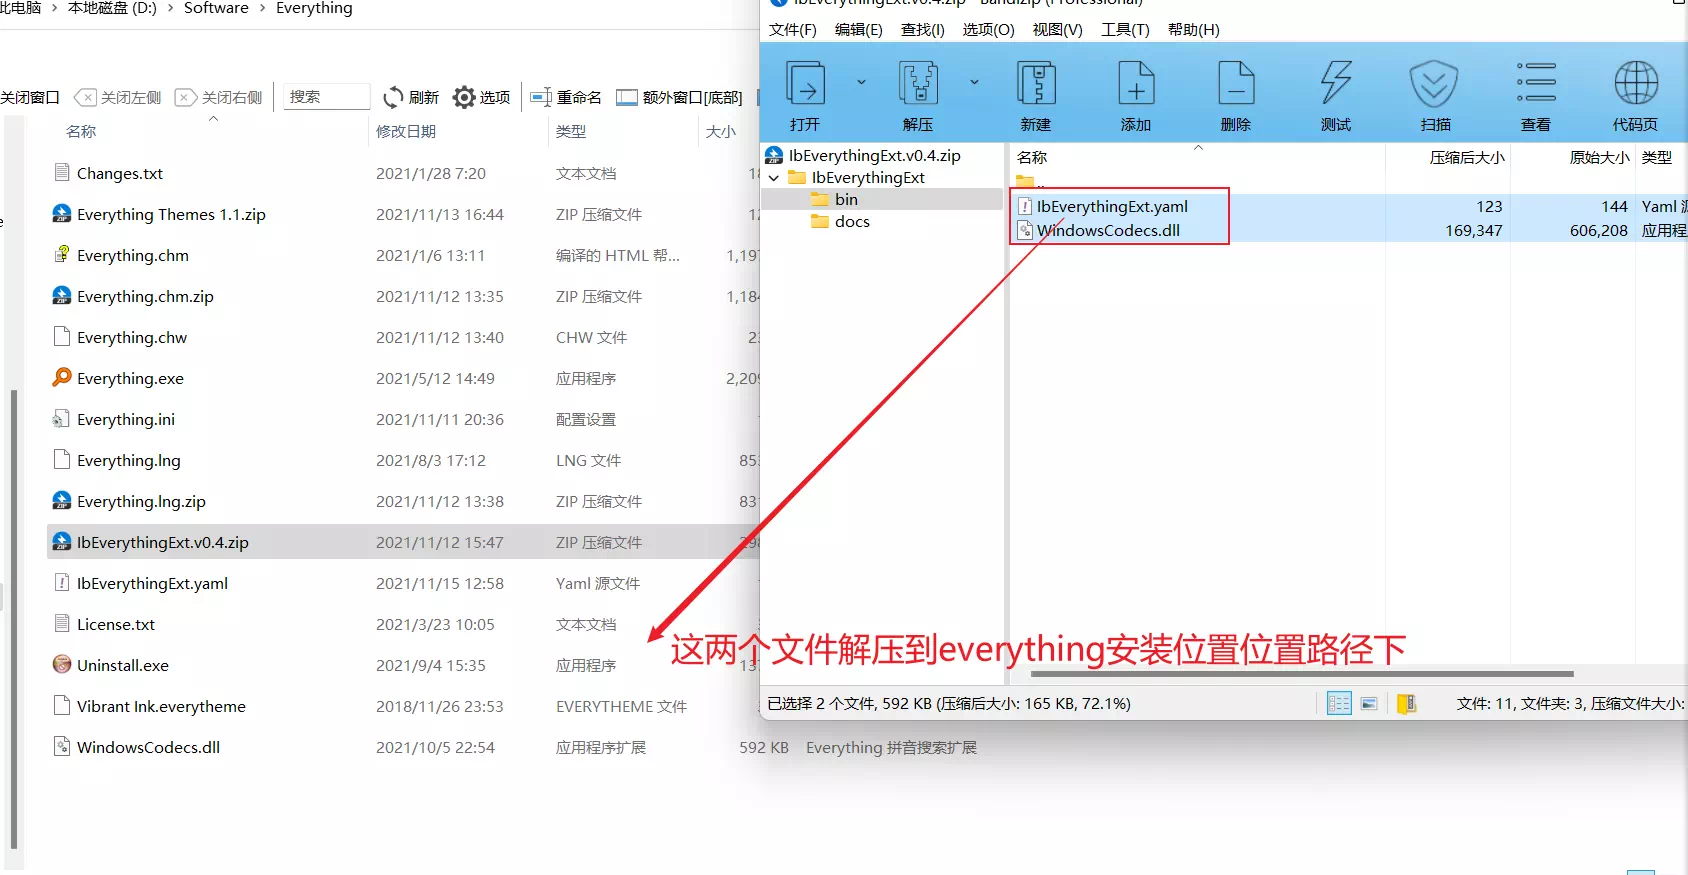 此电脑 > 本地磁盘 (D:) > Software > Everything
关闭窗口 关闭左侧 关闭右侧 搜索 刷新 选项 重命名 额外窗口[底部]
名称 修改日期 类型 大小
Changes.txt 2021/1/28 7:20 文本文档
Everything Themes 1.1.zip 2021/11/13 16:44 ZIP 压缩文件
Everything.chm 2021/1/6 13:11 编译的 HTML 帮... 1,197
Everything.chm.zip 2021/11/12 13:35 ZIP 压缩文件 1,184
Everything.chw 2021/11/12 13:40 CHW 文件
Everything.exe 2021/5/12 14:49 应用程序 2,209
Everything.ini 2021/11/11 20:36 配置设置
Everything.lng 2021/8/3 17:12 LNG 文件 853
Everything.lng.zip 2021/11/12 13:38 ZIP 压缩文件 831
IbEverythingExt.v0.4.zip 2021/11/12 15:47 ZIP 压缩文件 298
IbEverythingExt.yaml 2021/11/15 12:58 Yaml 源文件
License.txt 2021/3/23 10:05 文本文档
Uninstall.exe 2021/9/4 15:35 应用程序 137
Vibrant Ink.everytheme 2018/11/26 23:53 EVERYTHEME 文件
WindowsCodecs.dll 2021/10/5 22:54 应用程序扩展 592 KB Everything 拼音搜索扩展
IbEverythingExt.v0.4.zip - Bandizip (Professional)
文件(F) 编辑(E) 查找(I) 选项(O) 视图(V) 工具(T) 帮助(H)
打开 解压 新建 添加 删除 测试 扫描 查看 代码页
IbEverythingExt.v0.4.zip
IbEverythingExt
bin
docs
名称 压缩后大小 原始大小 类型
..
IbEverythingExt.yaml 123 144 Yaml 源
WindowsCodecs.dll 169,347 606,208 应用程
这两个文件解压到everything安装位置位置路径下
已选择 2 个文件, 592 KB (压缩后大小: 165 KB, 72.1%) 文件: 11, 文件夹: 3, 压缩文件大小: